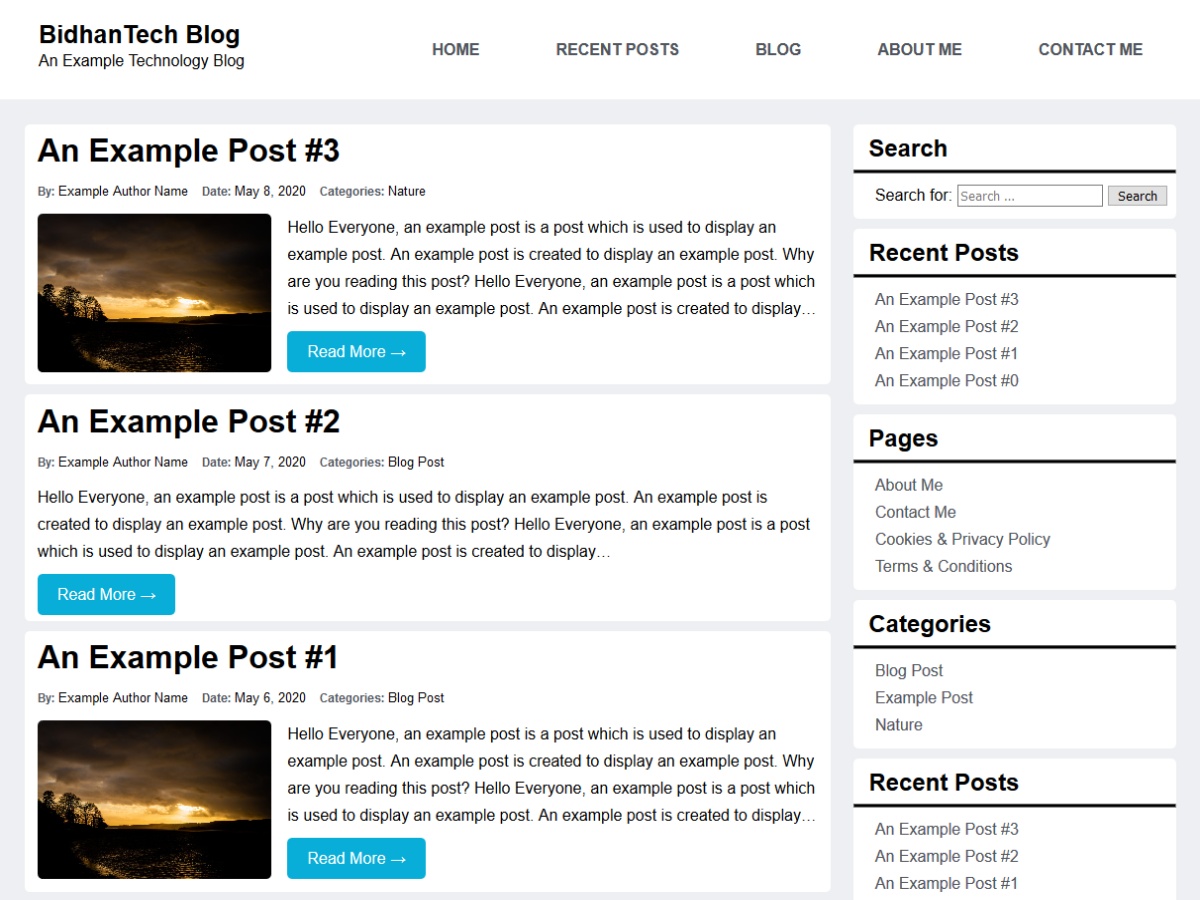 BidhanTech Blog
An Example Technology Blog
HOME
RECENT POSTS
BLOG
ABOUT ME
CONTACT ME
An Example Post #3
By: Example Author Name Date: May 8, 2020 Categories: Nature
Hello Everyone, an example post is a post which is used to display an
example post. An example post is created to display an example post. Why
are you reading this post? Hello Everyone, an example post is a post which
is used to display an example post. An example post is created to display…
Read More →
An Example Post #2
By: Example Author Name Date: May 7, 2020 Categories: Blog Post
Hello Everyone, an example post is a post which is used to display an example post. An example post is
created to display an example post. Why are you reading this post? Hello Everyone, an example post is a post
which is used to display an example post. An example post is created to display…
Read More →
An Example Post #1
By: Example Author Name Date: May 6, 2020 Categories: Blog Post
Hello Everyone, an example post is a post which is used to display an
example post. An example post is created to display an example post. Why
are you reading this post? Hello Everyone, an example post is a post which
is used to display an example post. An example post is created to display…
Read More →
Search
Search for: Search … Search
Recent Posts
An Example Post #3
An Example Post #2
An Example Post #1
An Example Post #0
Pages
About Me
Contact Me
Cookies & Privacy Policy
Terms & Conditions
Categories
Blog Post
Example Post
Nature
Recent Posts
An Example Post #3
An Example Post #2
An Example Post #1